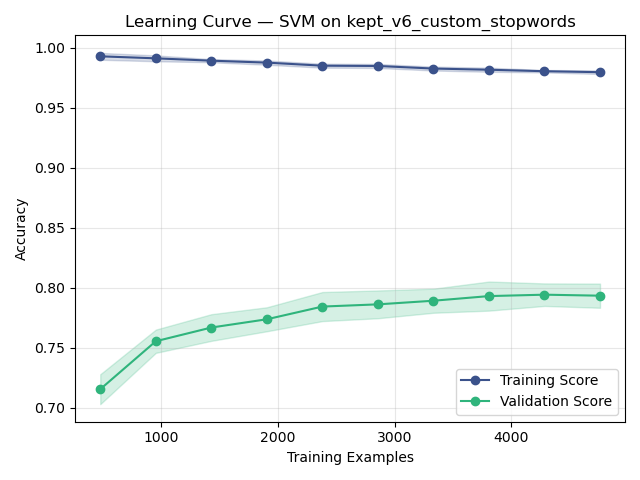 Learning Curve — SVM on kept_v6_custom_stopwords
1.00
0.95
0.90
0.85
0.80
0.75
0.70
Accuracy
1000
2000
3000
4000
Training Examples
Training Score
Validation Score